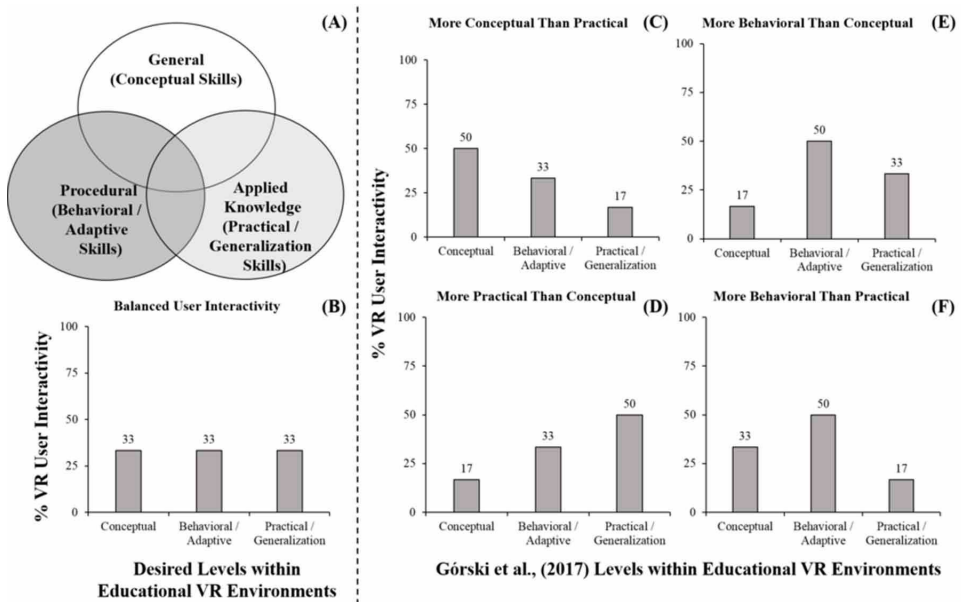 (A)
General
(Conceptual Skills)
Procedural
(Behavioral /
Adaptive
Skills)
Applied
Knowledge
(Practical /
Generalization
Skills)
Balanced User Interactivity
(B)
% VR User Interactivity
100
75
50
25
0
33
33
33
Conceptual
Behavioral /
Adaptive
Practical /
Generalization
Desired Levels within
Educational VR Environments
More Conceptual Than Practical
(C)
% VR User Interactivity
100
75
50
25
0
50
33
17
Conceptual
Behavioral /
Adaptive
Practical /
Generalization
More Practical Than Conceptual
(D)
100
75
50
25
0
17
33
50
Conceptual
Behavioral /
Adaptive
Practical /
Generalization
More Behavioral Than Conceptual
(E)
100
75
50
25
0
17
50
33
Conceptual
Behavioral /
Adaptive
Practical /
Generalization
More Behavioral Than Practical
(F)
100
75
50
25
0
33
50
17
Conceptual
Behavioral /
Adaptive
Practical /
Generalization
Górski et al., (2017) Levels within Educational VR Environments